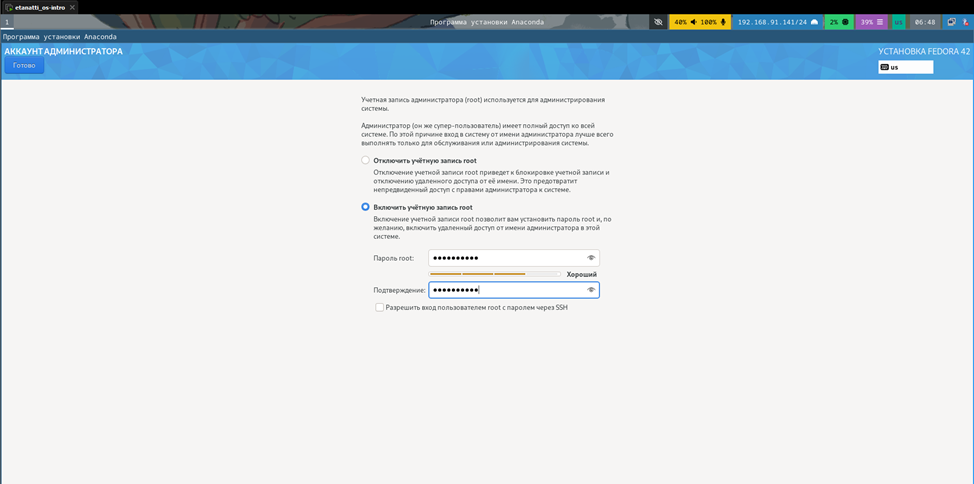 etanatti_os-intro
1
Программа установки Anaconda
40% 100%
192.168.91.141/24
2%
39%
us
06:48
Программа установки Anaconda
АККАУНТ АДМИНИСТРАТОРА
УСТАНОВКА FEDORA 42
Готово
us
Учетная запись администратора (root) используется для администрирования
системы.
Администратор (он же супер-пользователь) имеет полный доступ ко всей
системе. По этой причине вход в систему от имени администратора лучше всего
выполнять только для обслуживания или администрирования системы.
Отключить учётную запись root
Отключение учетной записи root приведет к блокировке учетной записи и
отключению удаленного доступа от её имени. Это предотвратит
непредвиденный доступ с правами администратора к системе.
Включить учётную запись root
Включение учетной записи root позволит вам установить пароль root и, по
желанию, включить удаленный доступ от имени администратора в этой
системе.
Пароль root:
Хороший
Подтверждение:
Разрешить вход пользователем root с паролем через SSH